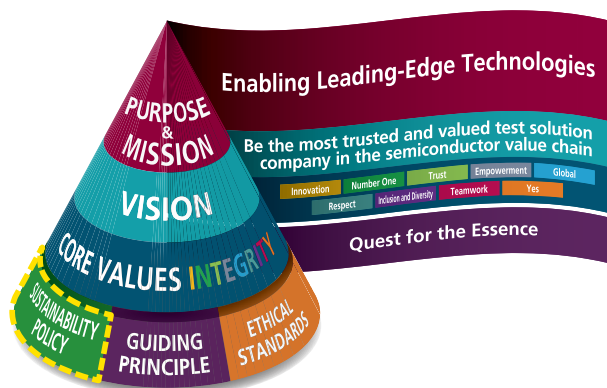 PURPOSE
&
MISSION
VISION
CORE VALUES INTEGRITY
SUSTAINABILITY
POLICY
GUIDING
PRINCIPLE
ETHICAL
STANDARDS
Enabling Leading-Edge Technologies
Be the most trusted and valued test solution
company in the semiconductor value chain
Innovation Number One Trust Empowerment Global
Respect Inclusion and Diversity Teamwork Yes
Quest for the Essence